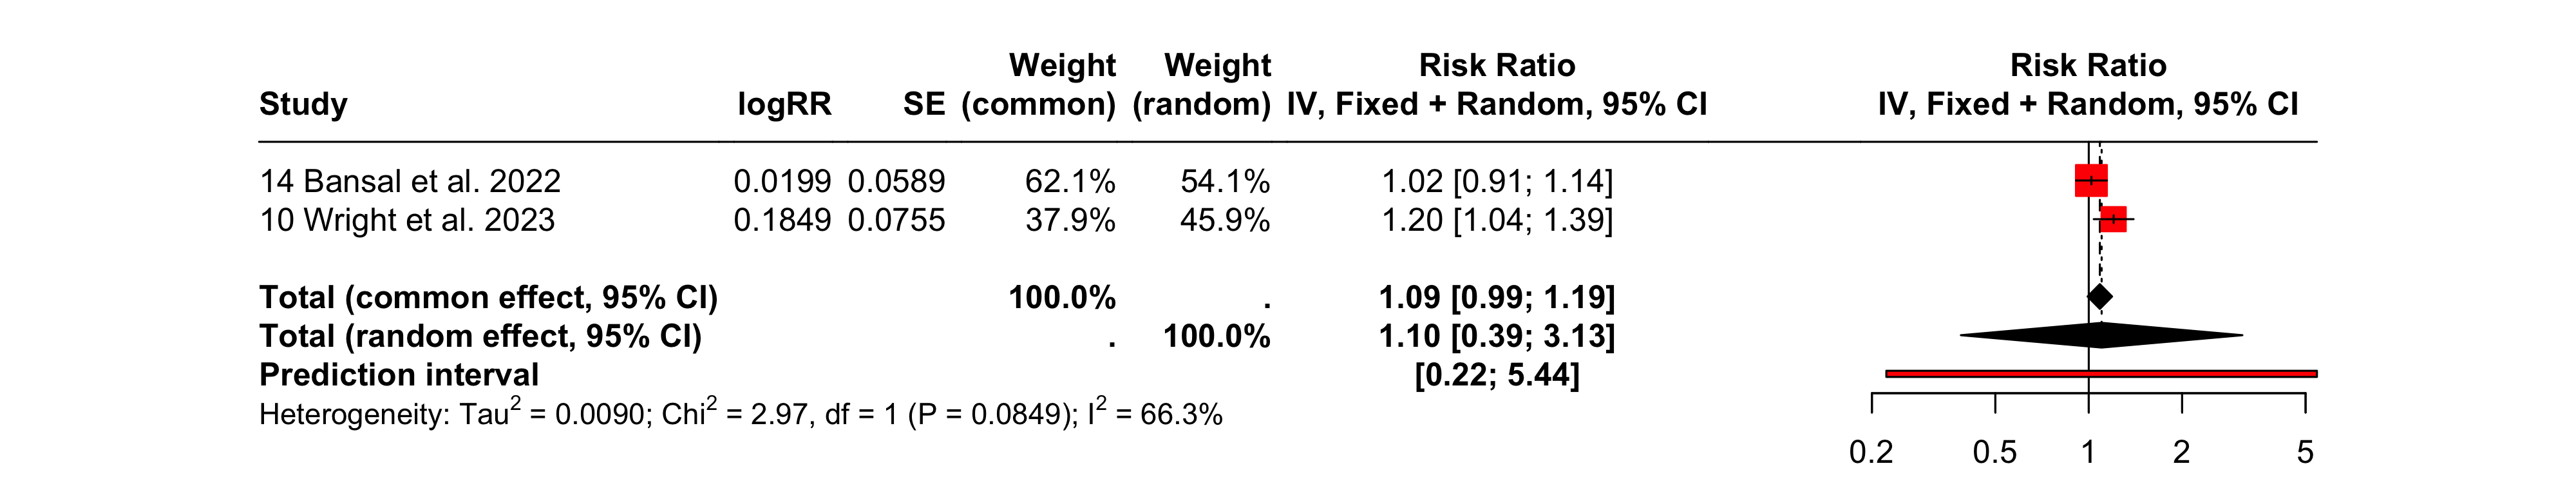 Weight Weight Risk Ratio Risk Ratio
Study logRR SE (common) (random) IV, Fixed + Random, 95% CI IV, Fixed + Random, 95% CI
14 Bansal et al. 2022 0.0199 0.0589 62.1% 54.1% 1.02 [0.91; 1.14]
10 Wright et al. 2023 0.1849 0.0755 37.9% 45.9% 1.20 [1.04; 1.39]
Total (common effect, 95% CI) 100.0% . 1.09 [0.99; 1.19]
Total (random effect, 95% CI) . 100.0% 1.10 [0.39; 3.13]
Prediction interval [0.22; 5.44]
Heterogeneity: Tau² = 0.0090; Chi² = 2.97, df = 1 (P = 0.0849); I² = 66.3%
0.2 0.5 1 2 5